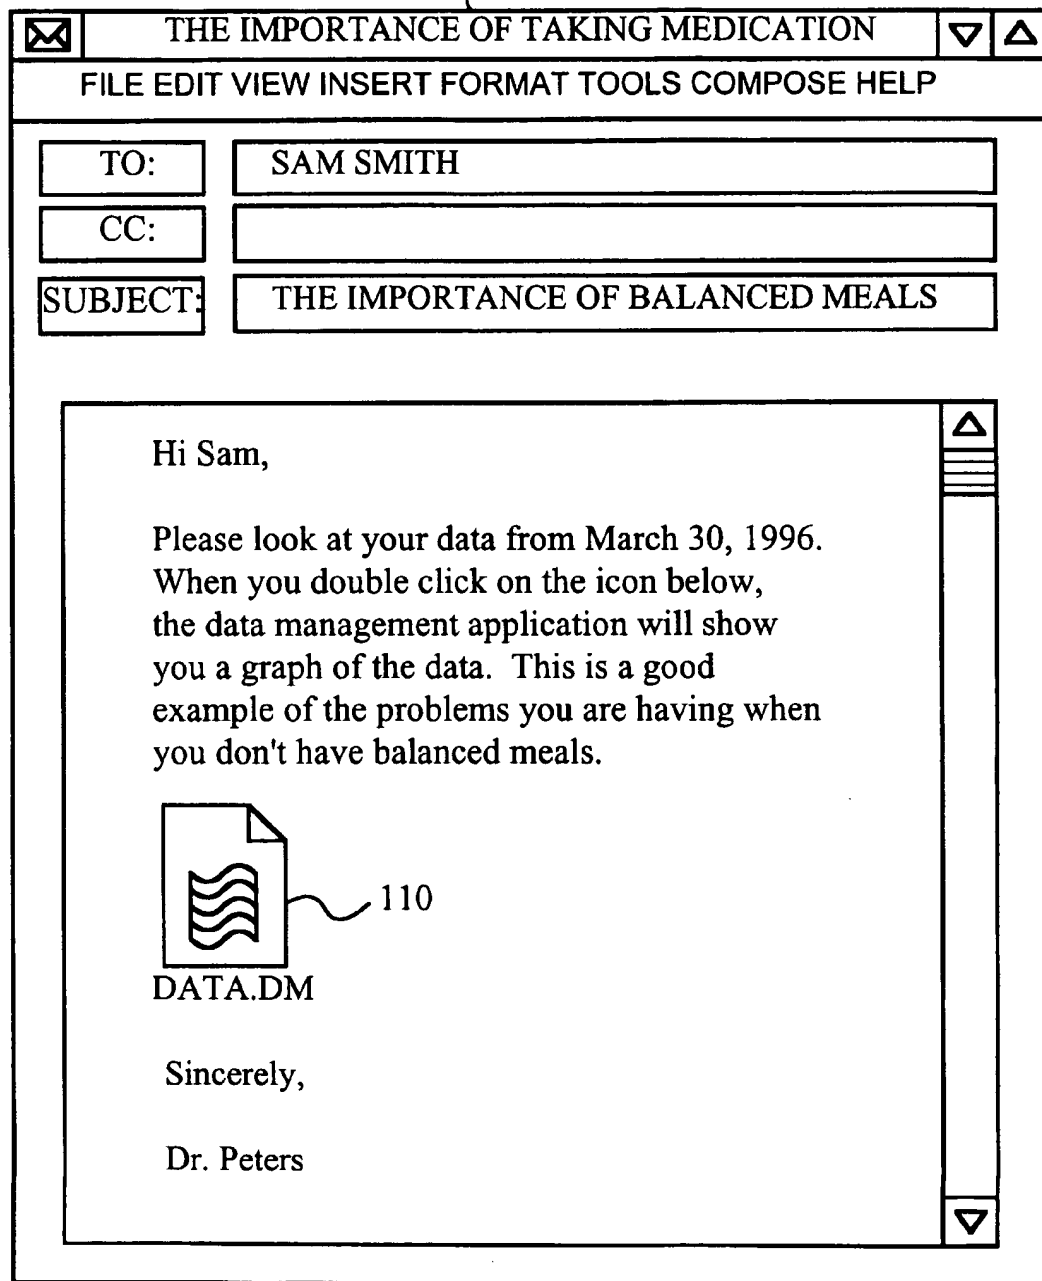 THE IMPORTANCE OF TAKING MEDICATION
FILE EDIT VIEW INSERT FORMAT TOOLS COMPOSE HELP
TO: SAM SMITH
CC:
SUBJECT: THE IMPORTANCE OF BALANCED MEALS
Hi Sam,
Please look at your data from March 30, 1996.
When you double click on the icon below,
the data management application will show
you a graph of the data. This is a good
example of the problems you are having when
you don't have balanced meals.
110
DATA.DM
Sincerely,
Dr. Peters